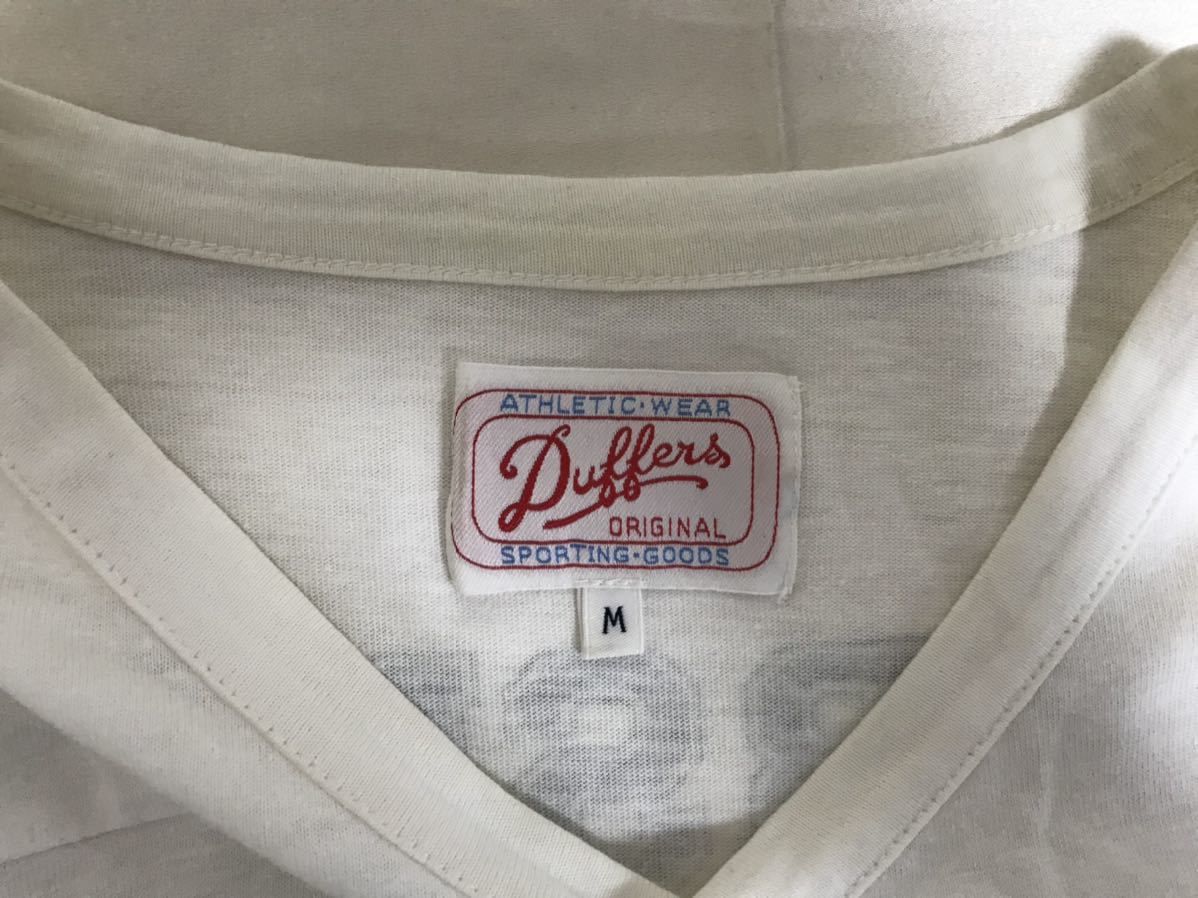 ATHLETIC·WEAR
Duffers
ORIGINAL
SPORTING·GOODS
M